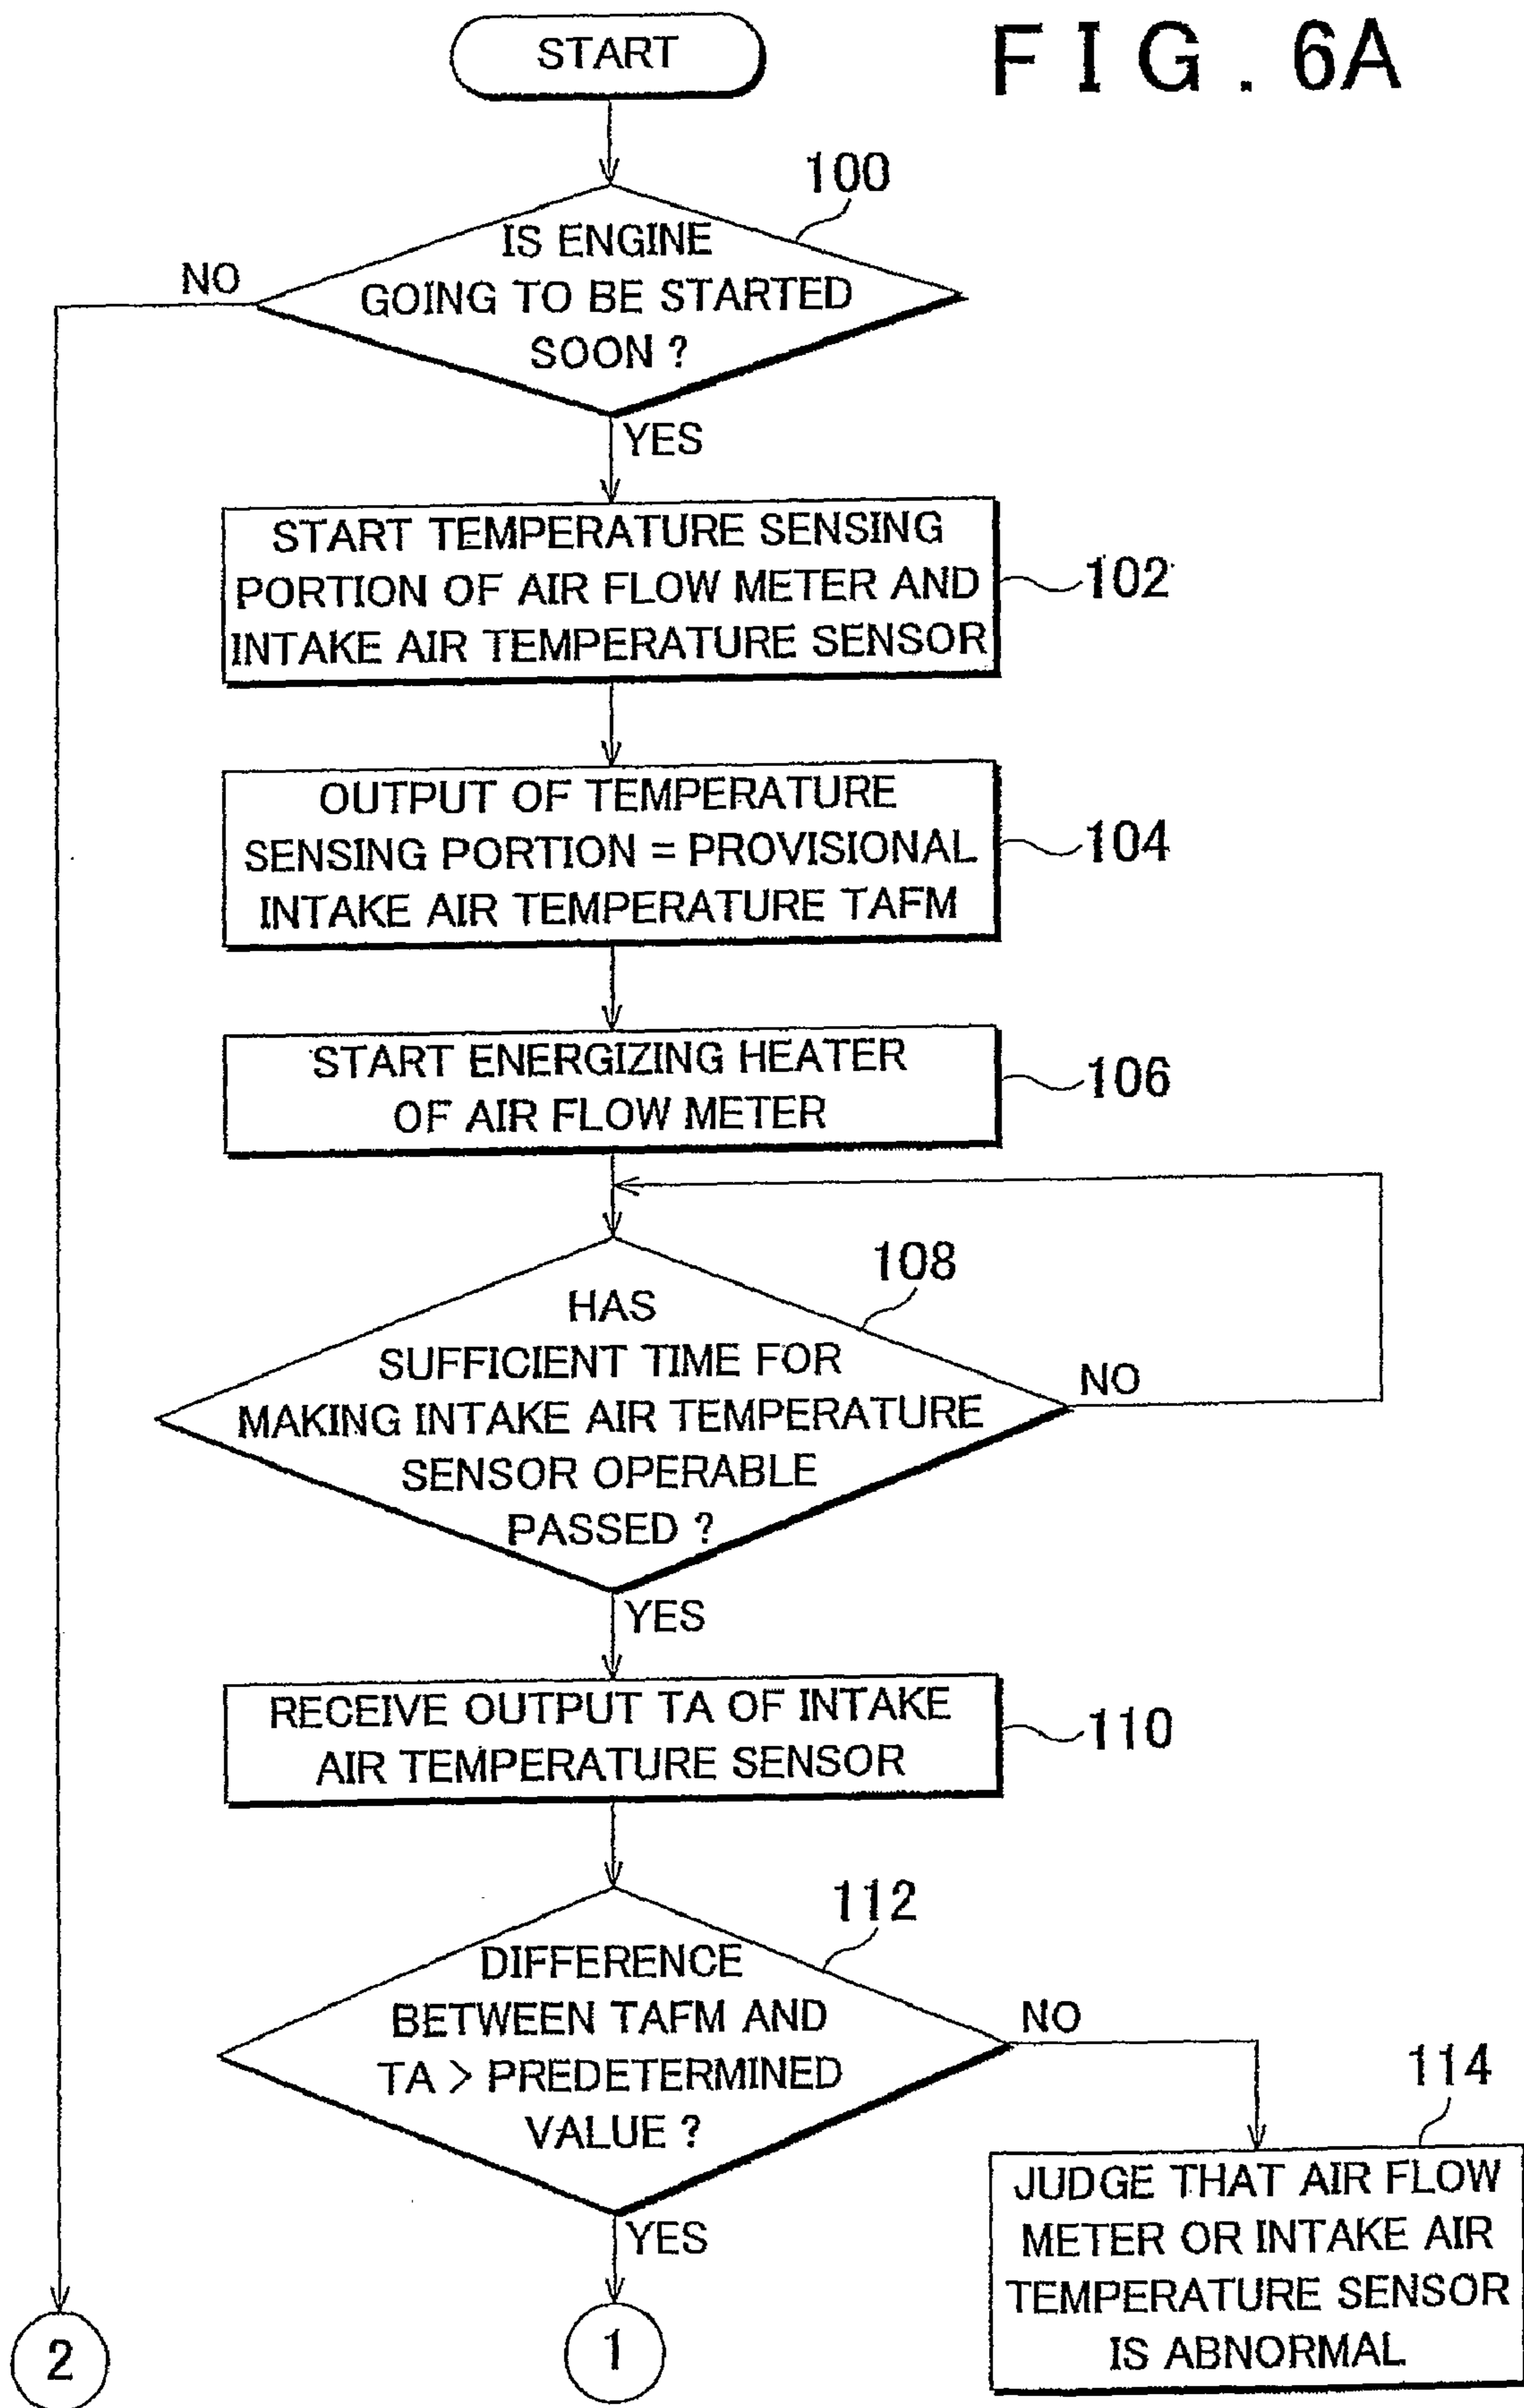 FIG. 6A
START
100
IS ENGINE
GOING TO BE STARTED
SOON ?
NO
YES
START TEMPERATURE SENSING
PORTION OF AIR FLOW METER AND
INTAKE AIR TEMPERATURE SENSOR
102
OUTPUT OF TEMPERATURE
SENSING PORTION = PROVISIONAL
INTAKE AIR TEMPERATURE TAFM
104
START ENERGIZING HEATER
OF AIR FLOW METER
106
108
HAS
SUFFICIENT TIME FOR
MAKING INTAKE AIR TEMPERATURE
SENSOR OPERABLE
PASSED ?
NO
YES
RECEIVE OUTPUT TA OF INTAKE
AIR TEMPERATURE SENSOR
110
112
DIFFERENCE
BETWEEN TAFM AND
TA > PREDETERMINED
VALUE ?
NO
YES
114
JUDGE THAT AIR FLOW
METER OR INTAKE AIR
TEMPERATURE SENSOR
IS ABNORMAL
2
1